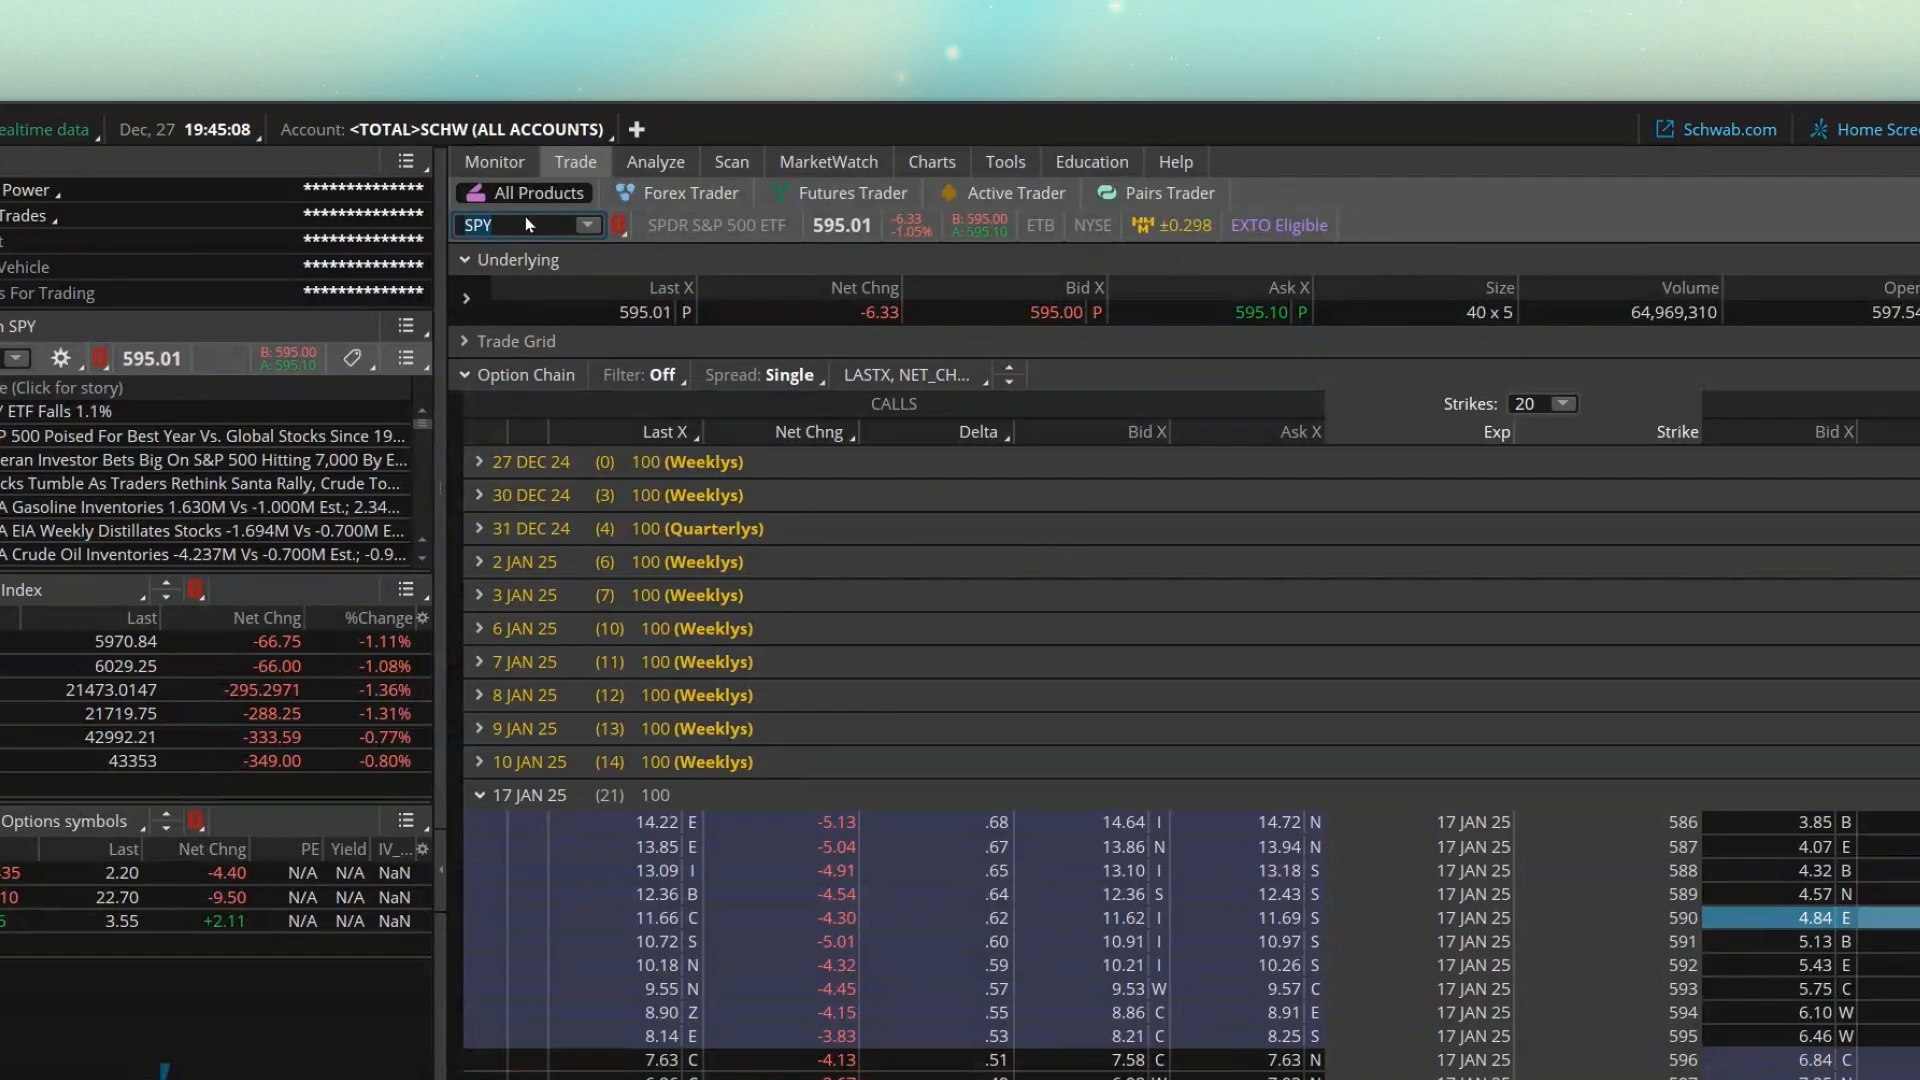 ealtime data Dec, 27 19:45:08 Account: <TOTAL>SCHW (ALL ACCOUNTS) Schwab.com Home Scre
Power **************
Trades **************
t **************
Vehicle **************
s For Trading **************
n SPY
595.01 B: 595.00 A: 595.10
e (Click for story)
/ ETF Falls 1.1%
P 500 Poised For Best Year Vs. Global Stocks Since 19...
eran Investor Bets Big On S&P 500 Hitting 7,000 By E...
cks Tumble As Traders Rethink Santa Rally, Crude To...
A Gasoline Inventories 1.630M Vs -1.000M Est.; 2.34...
A EIA Weekly Distillates Stocks -1.694M Vs -0.700M E...
A Crude Oil Inventories -4.237M Vs -0.700M Est.; -0.9...
Index
Last Net Chng %Change
5970.84 -66.75 -1.11%
6029.25 -66.00 -1.08%
21473.0147 -295.2971 -1.36%
21719.75 -288.25 -1.31%
42992.21 -333.59 -0.77%
43353 -349.00 -0.80%
Options symbols
Last Net Chng PE Yield IV_...
35 2.20 -4.40 N/A N/A NaN
10 22.70 -9.50 N/A N/A NaN
5 3.55 +2.11 N/A N/A NaN
Monitor Trade Analyze Scan MarketWatch Charts Tools Education Help
All Products Forex Trader Futures Trader Active Trader Pairs Trader
SPY SPDR S&P 500 ETF 595.01 -6.33 -1.05% B: 595.00 A: 595.10 ETB NYSE ±0.298 EXTO Eligible
Underlying
Last X Net Chng Bid X Ask X Size Volume Oper
595.01 P -6.33 595.00 P 595.10 P 40 x 5 64,969,310 597.54
Trade Grid
Option Chain Filter: Off Spread: Single LASTX, NET_CH...
CALLS Strikes: 20
Last X Net Chng Delta Bid X Ask X Exp Strike Bid X
27 DEC 24 (0) 100 (Weeklys)
30 DEC 24 (3) 100 (Weeklys)
31 DEC 24 (4) 100 (Quarterlys)
2 JAN 25 (6) 100 (Weeklys)
3 JAN 25 (7) 100 (Weeklys)
6 JAN 25 (10) 100 (Weeklys)
7 JAN 25 (11) 100 (Weeklys)
8 JAN 25 (12) 100 (Weeklys)
9 JAN 25 (13) 100 (Weeklys)
10 JAN 25 (14) 100 (Weeklys)
17 JAN 25 (21) 100
14.22 E -5.13 .68 14.64 I 14.72 N 17 JAN 25 586 3.85 B
13.85 E -5.04 .67 13.86 N 13.94 N 17 JAN 25 587 4.07 E
13.09 I -4.91 .65 13.10 I 13.18 S 17 JAN 25 588 4.32 B
12.36 B -4.54 .64 12.36 S 12.43 S 17 JAN 25 589 4.57 N
11.66 C -4.30 .62 11.62 I 11.69 S 17 JAN 25 590 4.84 E
10.72 S -5.01 .60 10.91 I 10.97 S 17 JAN 25 591 5.13 B
10.18 N -4.32 .59 10.21 I 10.26 S 17 JAN 25 592 5.43 E
9.55 N -4.45 .57 9.53 W 9.57 C 17 JAN 25 593 5.75 C
8.90 Z -4.15 .55 8.86 C 8.91 E 17 JAN 25 594 6.10 W
8.14 E -3.83 .53 8.21 C 8.25 S 17 JAN 25 595 6.46 W
7.63 C -4.13 .51 7.58 C 7.63 N 17 JAN 25 596 6.84 C